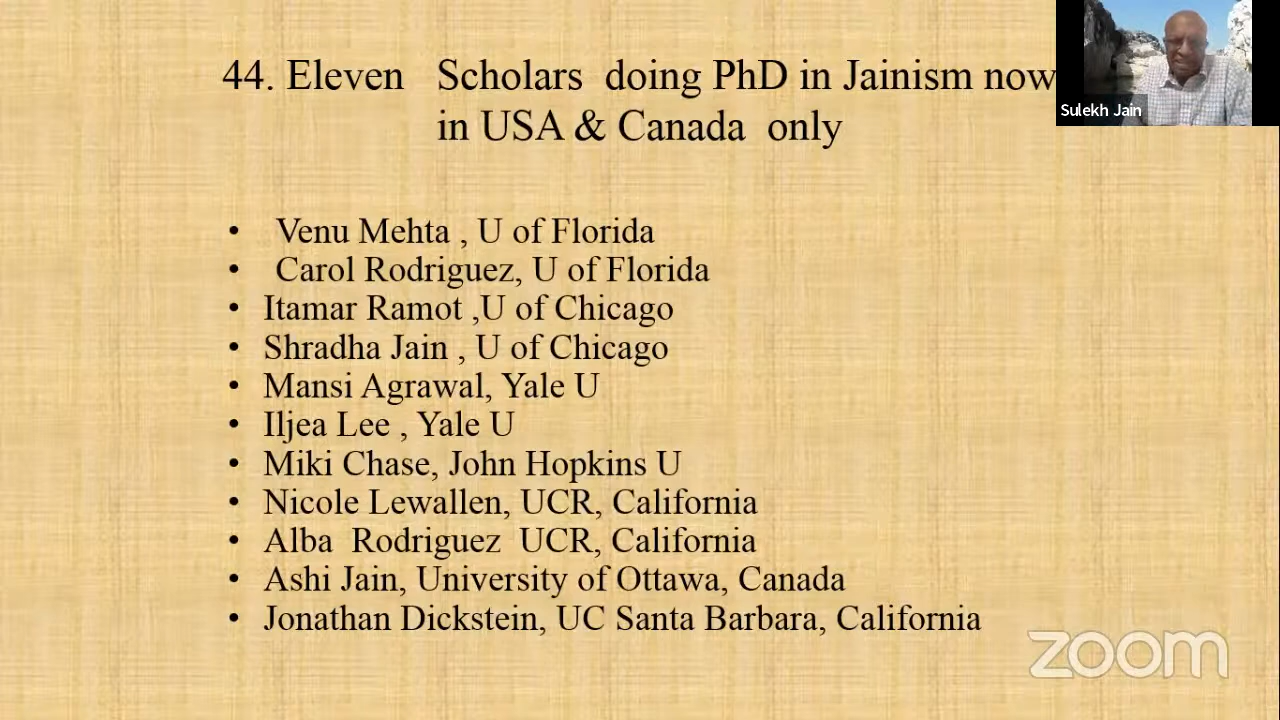 44. Eleven Scholars doing PhD in Jainism now
in USA & Canada only
Sulekh Jain
• Venu Mehta , U of Florida
• Carol Rodriguez, U of Florida
• Itamar Ramot ,U of Chicago
• Shradha Jain , U of Chicago
• Mansi Agrawal, Yale U
• Iljea Lee , Yale U
• Miki Chase, John Hopkins U
• Nicole Lewallen, UCR, California
• Alba Rodriguez UCR, California
• Ashi Jain, University of Ottawa, Canada
• Jonathan Dickstein, UC Santa Barbara, California
zoom